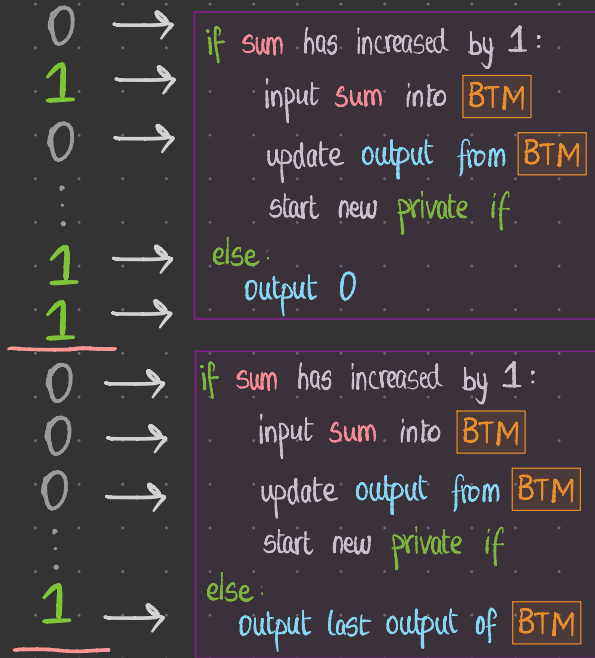 0 → if sum has increased by 1:
1 → input sum into BTM
0 → update output from BTM
⋮ start new private if
1 → else:
1 → output 0
0 → if sum has increased by 1:
0 → input sum into BTM
0 → update output from BTM
⋮ start new private if
else:
1 → output last output of BTM